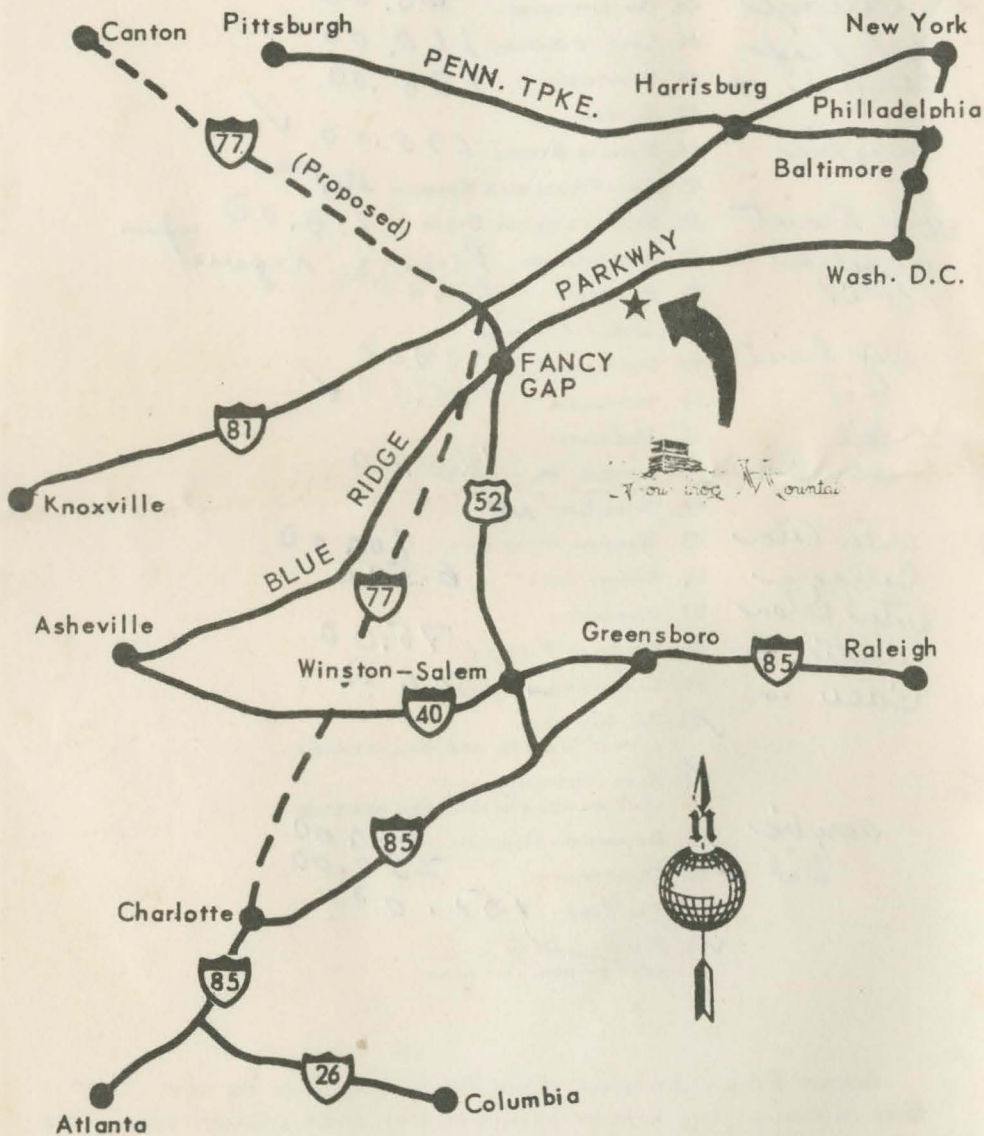 Canton
Pittsburgh
New York
PENN. TPKE.
Harrisburg
Philladelphia
77
(Proposed)
Baltimore
PARKWAY
Wash. D.C.
FANCY
GAP
81
RIDGE
Knoxville
52
BLUE
77
Asheville
Greensboro
Winston-Salem
85
Raleigh
40
N
85
Charlotte
85
26
Columbia
Atlanta